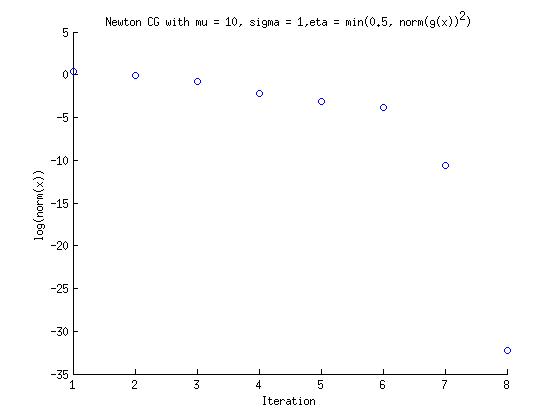 Newton CG with mu = 10, sigma = 1,eta = min(0.5, norm(g(x))^2)
5
0
-5
-10
-15
-20
-25
-30
-35
log(norm(x))
1 2 3 4 5 6 7 8
Iteration